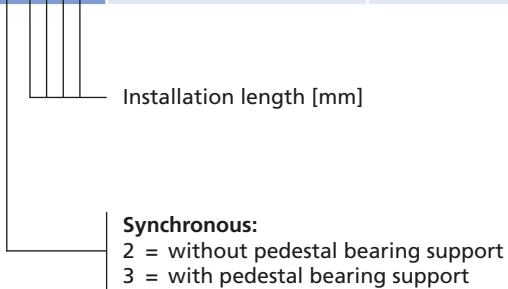 Installation length [mm]
Synchronous:
2 = without pedestal bearing support
3 = with pedestal bearing support